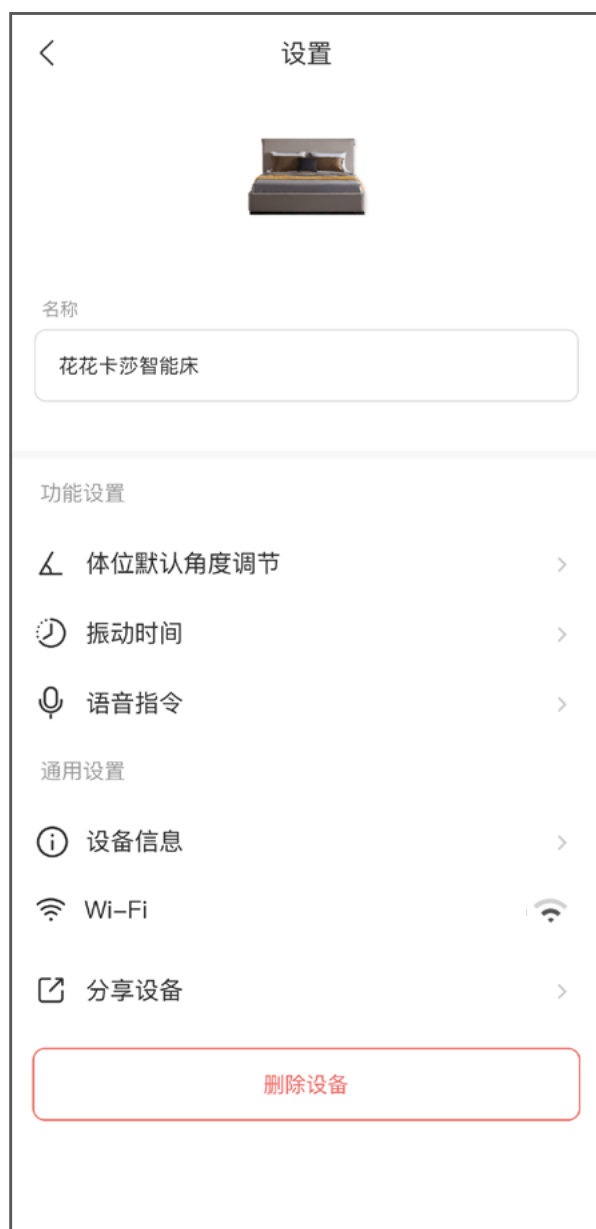 设置
名称
花花卡莎智能床
功能设置
体位默认角度调节
振动时间
语音指令
通用设置
设备信息
Wi-Fi
分享设备
删除设备